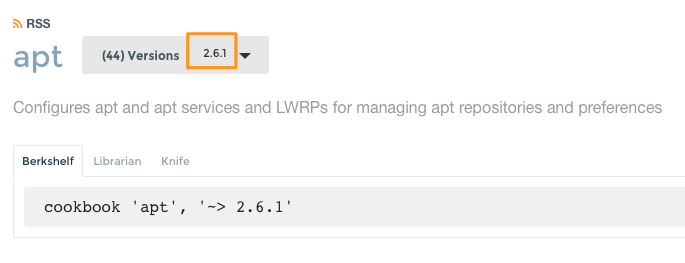 RSS
apt (44) Versions 2.6.1
Configures apt and apt services and LWRPs for managing apt repositories and preferences
Berkshelf Librarian Knife
cookbook 'apt', '~> 2.6.1'